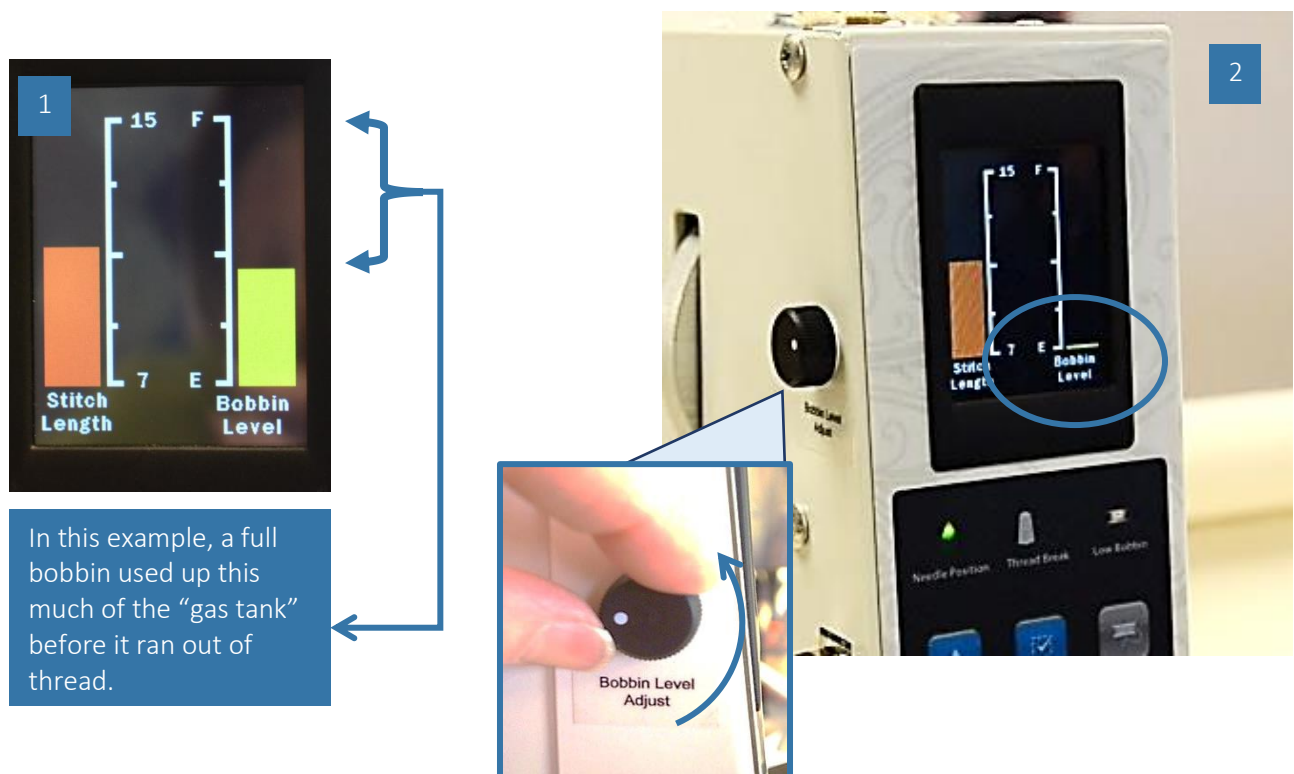 1
15 F
7 E
Stitch
Length
Bobbin
Level
In this example, a full
bobbin used up this
much of the “gas tank”
before it ran out of
thread.
2
15 F
7 E
Stitch
Length
Bobbin
Level
Bobbin Level
Adjust
Needle Position
Thread Break
Low Bobbin
Bobbin Level
Adjust